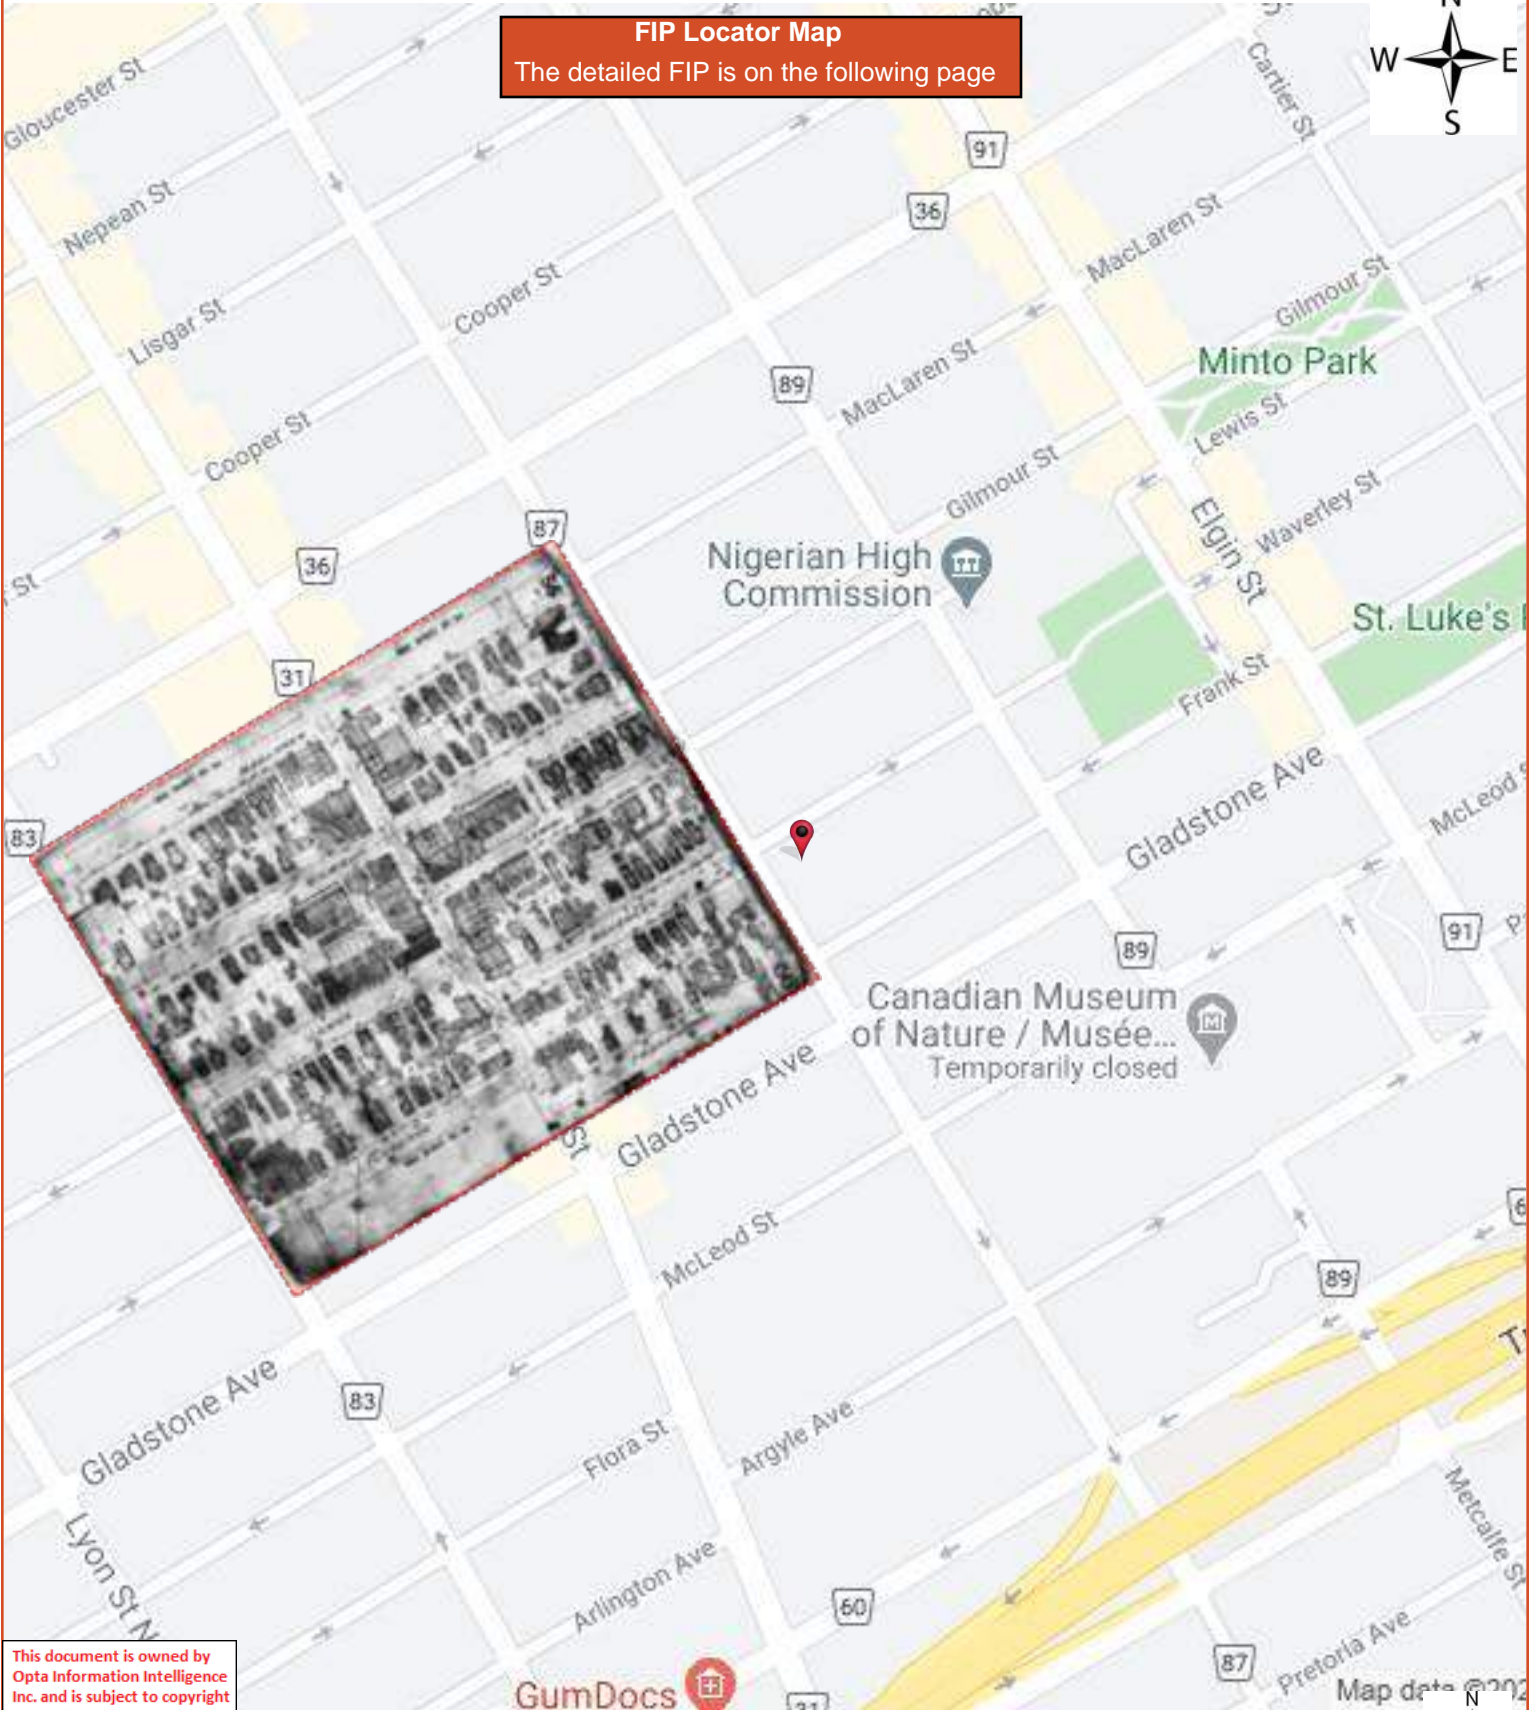 FIP Locator Map
The detailed FIP is on the following page
N
W
E
S
Gloucester St
Nepean St
Lisgar St
Cooper St
Cooper St
Cartier St
91
36
MacLaren St
Gilmour St
Minto Park
Lewis St
89
MacLaren St
Gilmour St
Waverley St
Elgin St
87
36
St
Nigerian High
Commission
St. Luke's
Frank St
31
83
Gladstone Ave
McLeod
91
89
Canadian Museum
of Nature / Musée...
Temporarily closed
St
Gladstone Ave
McLeod St
89
Gladstone Ave
83
Flora St
Argyle Ave
Lyon St N
Arlington Ave
Metcalfe St
60
87
Pretoria Ave
This document is owned by
Opta Information Intelligence
Inc. and is subject to copyright
GumDocs
31
Map data ©202
N